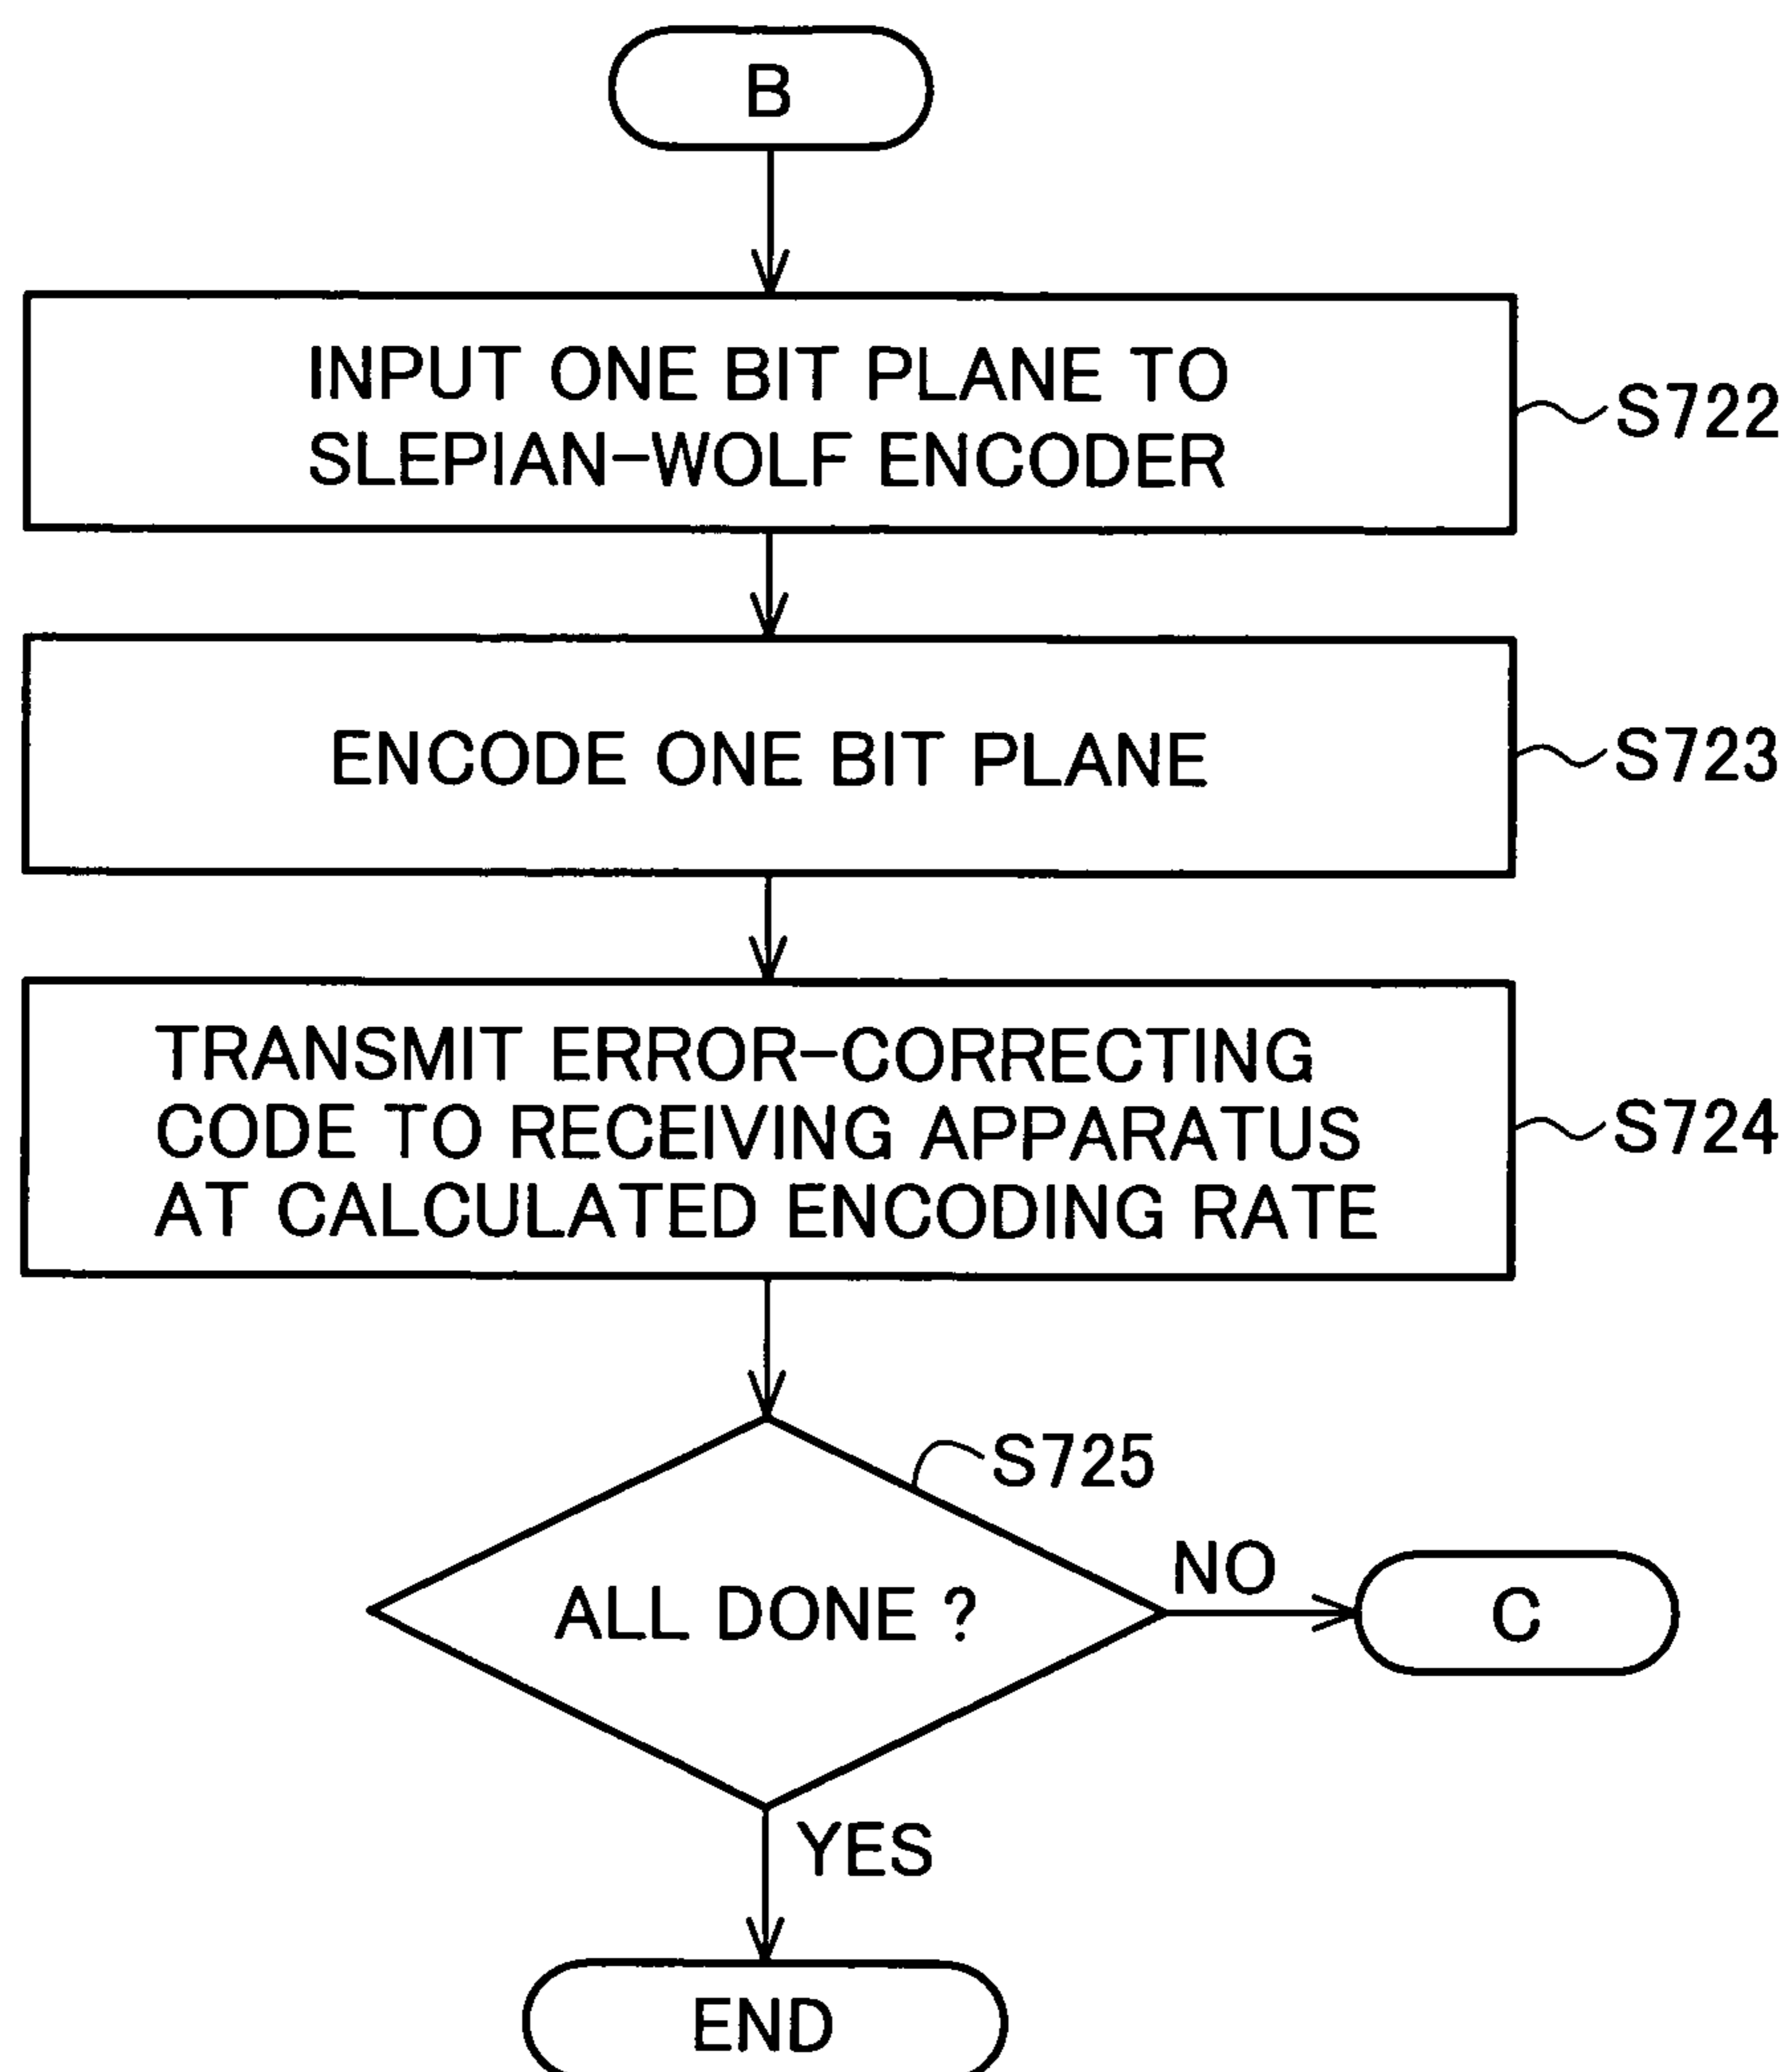 B
INPUT ONE BIT PLANE TO
SLEPIAN-WOLF ENCODER
S722
ENCODE ONE BIT PLANE
S723
TRANSMIT ERROR-CORRECTING
CODE TO RECEIVING APPARATUS
AT CALCULATED ENCODING RATE
S724
S725
ALL DONE ?
NO
C
YES
END